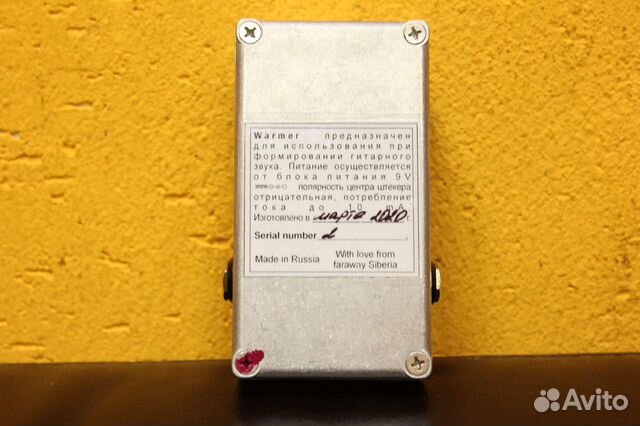 Warmer предназначен
для использования при
формировании гитарного
звука. Питание осуществляется
от блока питания 9V
полярность центра штекера
отрицательная, потребление
тока до 10 mA.
Изготовлено в марте 2020 г.
Serial number 2
Made in Russia
With love from
faraway Siberia
Avito